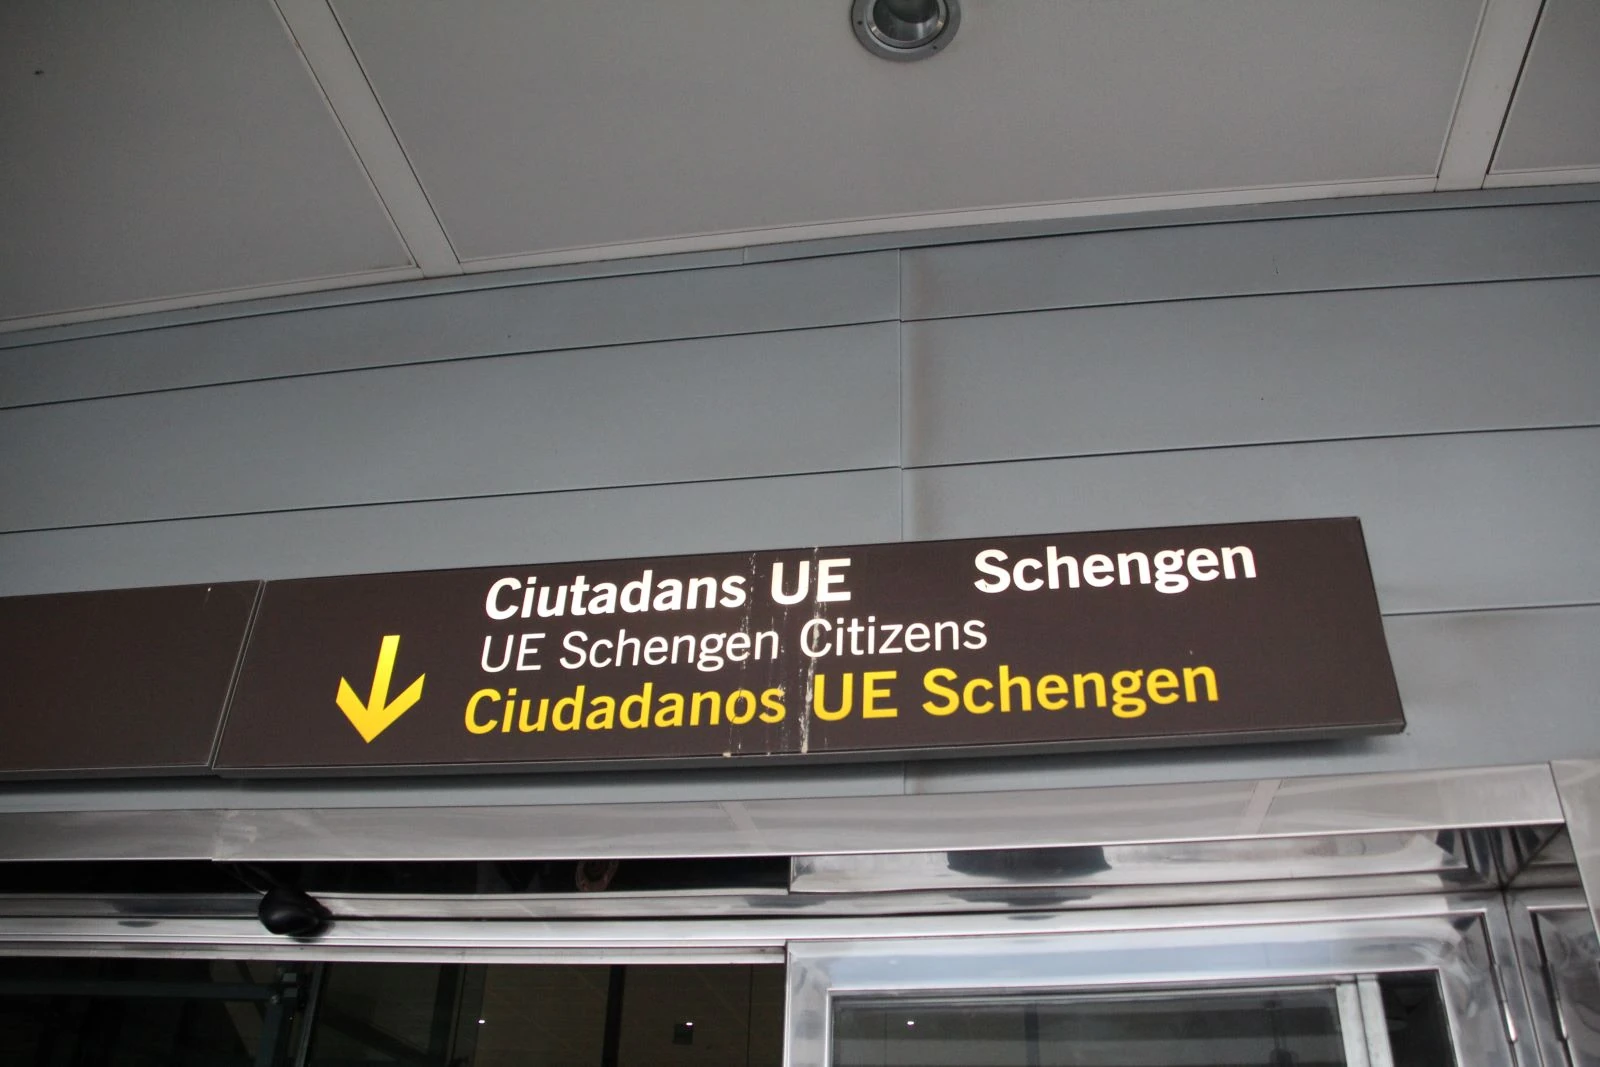 Ciutadans UE Schengen
UE Schengen Citizens
Ciudadanos UE Schengen